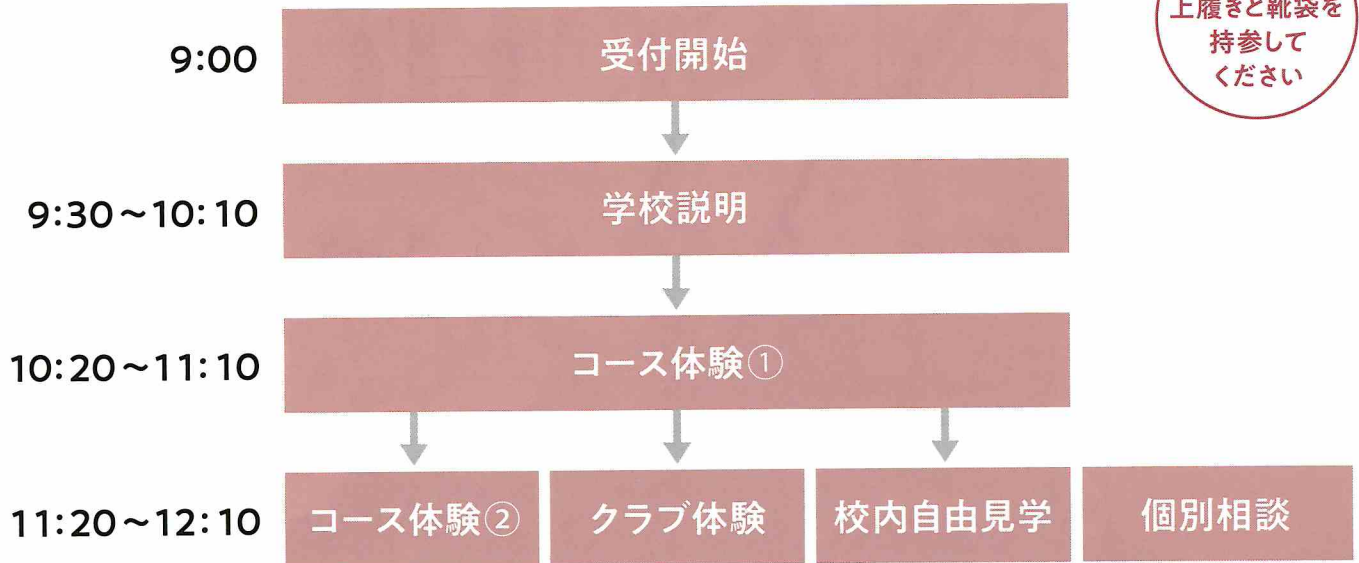 上履きと靴袋を
持参して
ください
9:00
受付開始
9:30~10:10
学校説明
10:20~11:10
コース体験①
11:20~12:10
コース体験②
クラブ体験
校内自由見学
個別相談